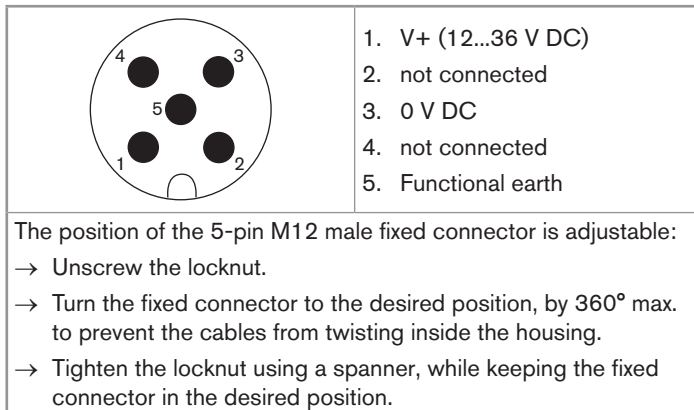 4
3
5
1
2
1. V+ (12...36 V DC)
2. not connected
3. 0 V DC
4. not connected
5. Functional earth
The position of the 5-pin M12 male fixed connector is adjustable:
→ Unscrew the locknut.
→ Turn the fixed connector to the desired position, by 360° max.
to prevent the cables from twisting inside the housing.
→ Tighten the locknut using a spanner, while keeping the fixed
connector in the desired position.